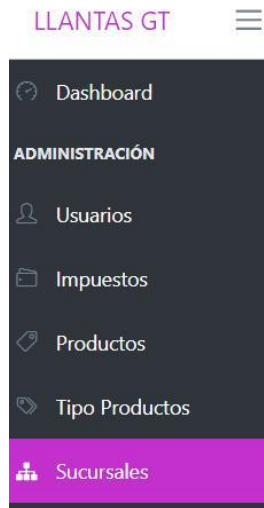 LLANTAS GT
Dashboard
ADMINISTRACIÓN
Usuarios
Impuestos
Productos
Tipo Productos
Sucursales